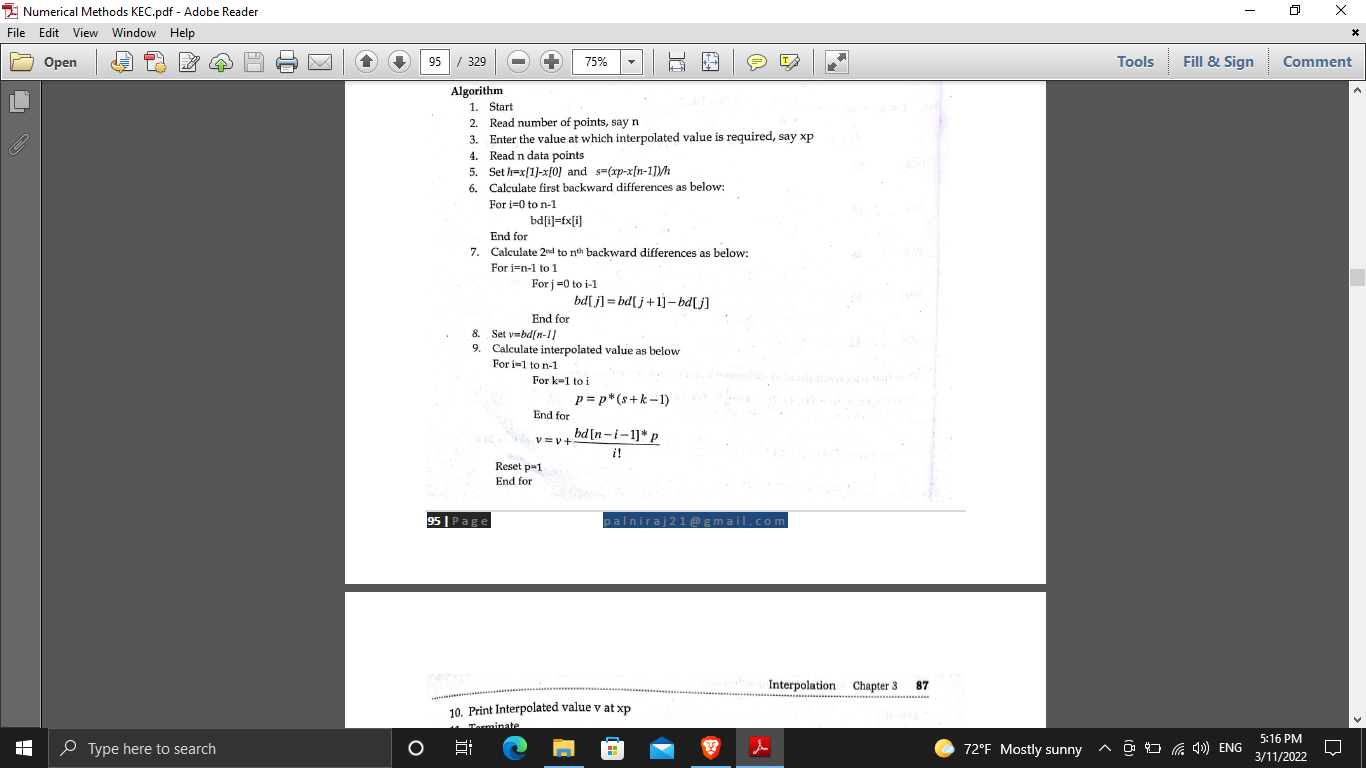 Numerical Methods KEC.pdf - Adobe Reader
File Edit View Window Help
Open 95 / 329 75% Tools Fill & Sign Comment
Algorithm
1. Start
2. Read number of points, say n
3. Enter the value at which interpolated value is required, say xp
4. Read n data points
5. Set h=x[1]-x[0] and s=(xp-x[n-1])/h
6. Calculate first backward differences as below:
For i=0 to n-1
bd[i]=fx[i]
End for
7. Calculate 2nd to nth backward differences as below:
For i=n-1 to 1
For j =0 to i-1
bd[j] = bd[j+1] − bd[j]
End for
8. Set v=bd[n-1]
9. Calculate interpolated value as below
For i=1 to n-1
For k=1 to i
p = p*(s+k−1)
End for
v = v + bd[n−i−1]* p / i!
Reset p=1
End for
95 | Page palniraj21@gmail.com
Interpolation Chapter 3 87
10. Print Interpolated value v at xp
11. Terminate
Type here to search
72°F Mostly sunny
ENG
5:16 PM
3/11/2022